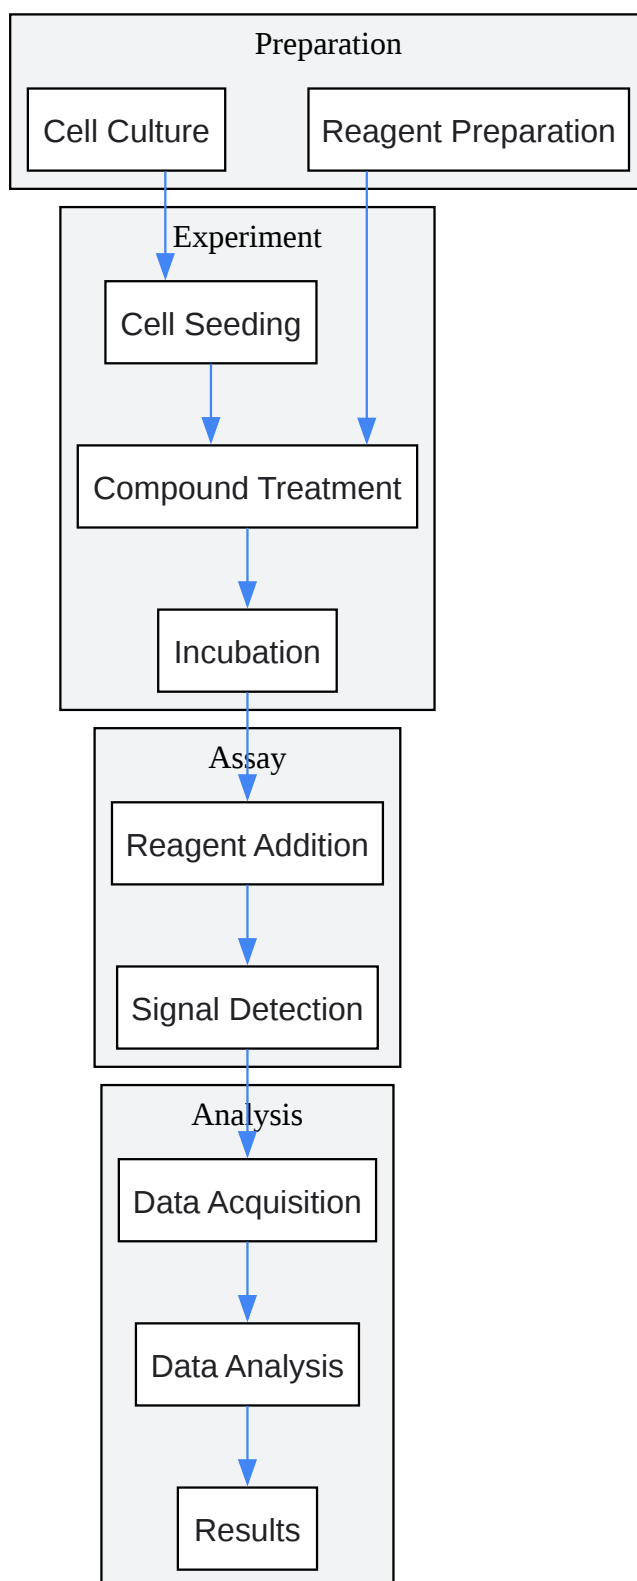 Preparation
Cell Culture
Reagent Preparation
Experiment
Cell Seeding
Compound Treatment
Incubation
Assay
Reagent Addition
Signal Detection
Analysis
Data Acquisition
Data Analysis
Results